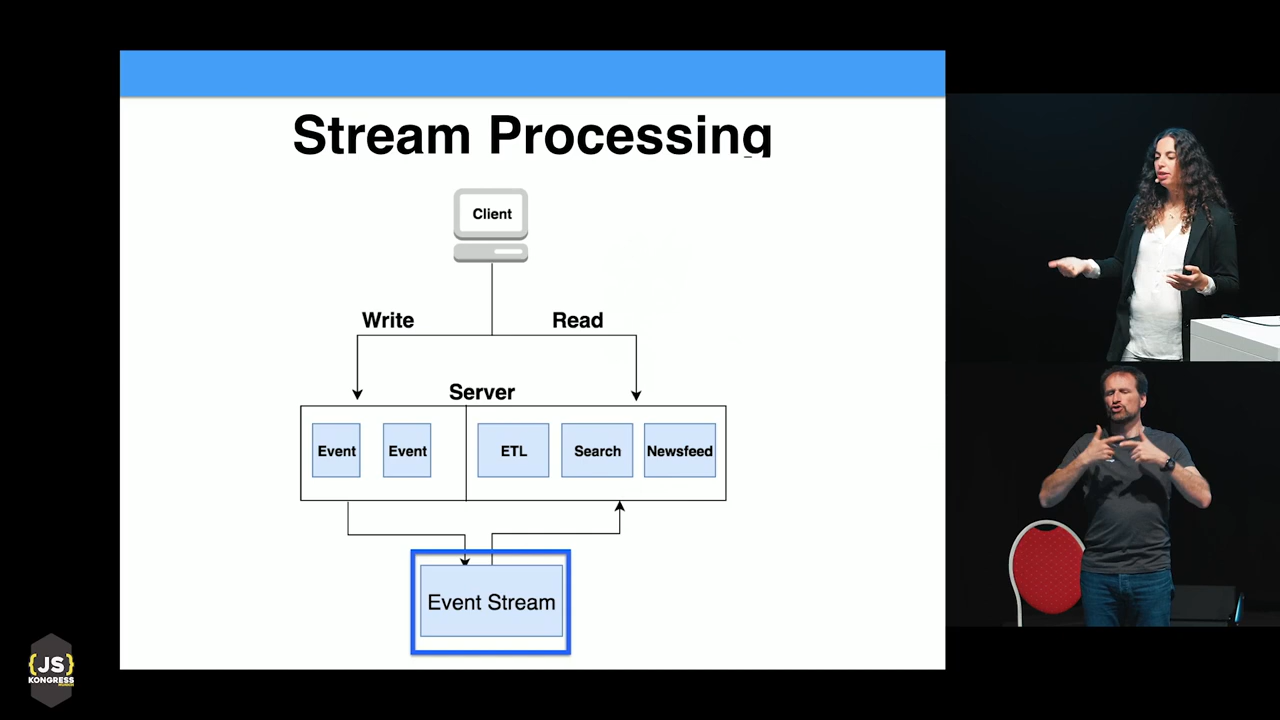 Stream Processing
Client
Write
Read
Server
Event
Event
ETL
Search
Newsfeed
Event Stream
{JS}
KONGRESS